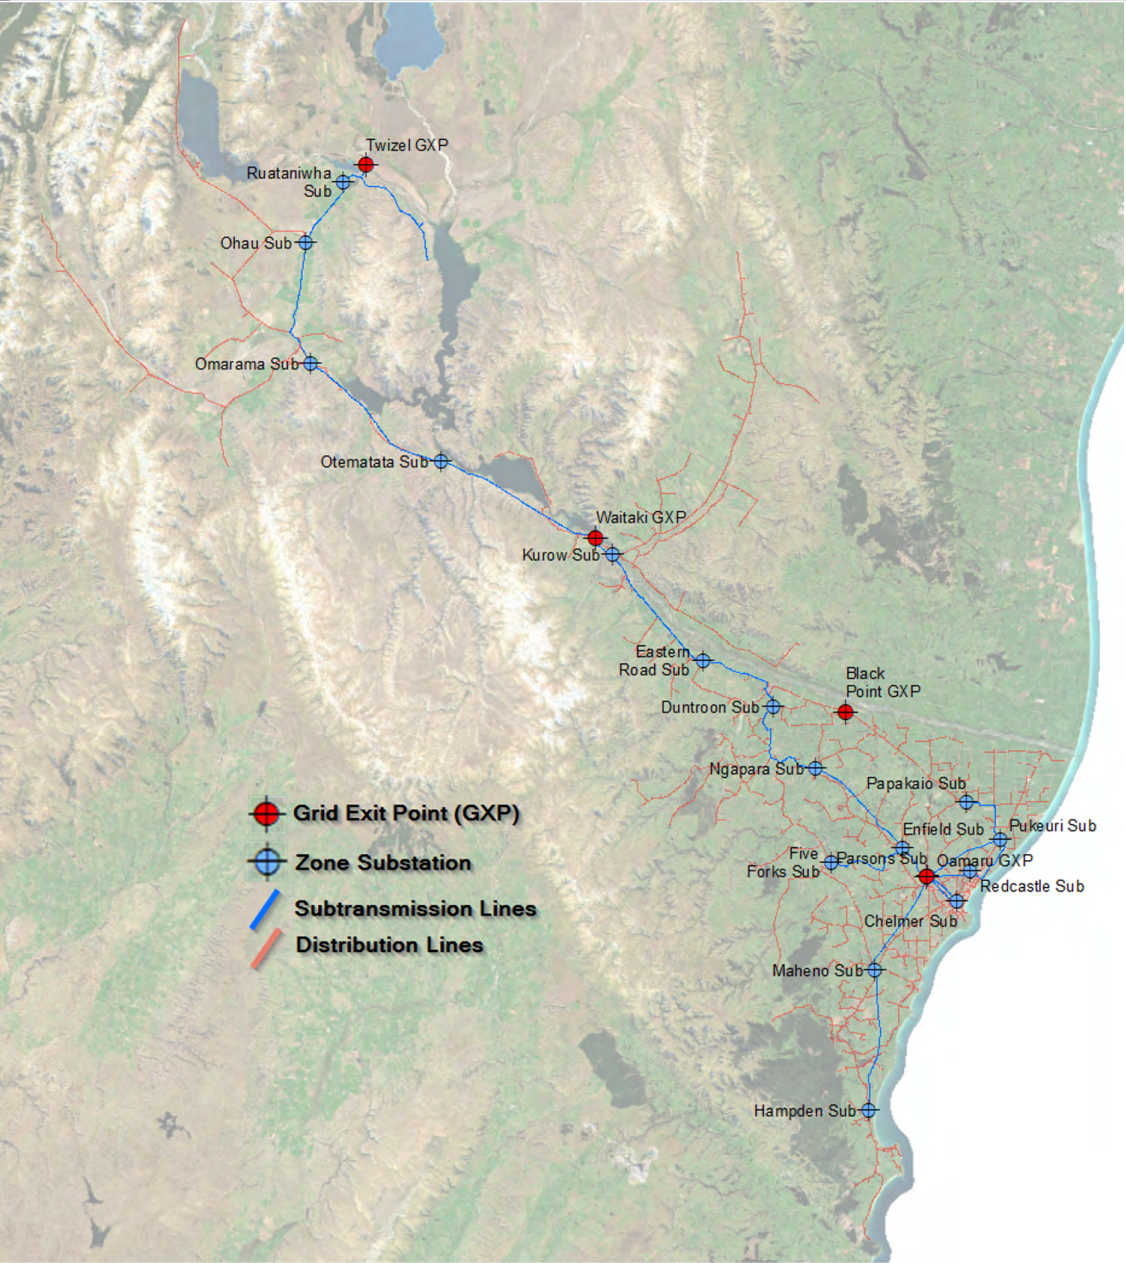 Twizel GXP
Ruataniwha
Sub
Ohau Sub
Omarama Sub
Otematata Sub
Waitaki GXP
Kurow Sub
Eastern
Road Sub
Black
Point GXP
Duntroon Sub
Ngapara Sub
Papakaio Sub
Enfield Sub
Pukeuri Sub
Five
Forks Sub
Parsons Sub
Oamaru GXP
Redcastle Sub
Chelmer Sub
Maheno Sub
Hampden Sub
Grid Exit Point (GXP)
Zone Substation
Subtransmission Lines
Distribution Lines